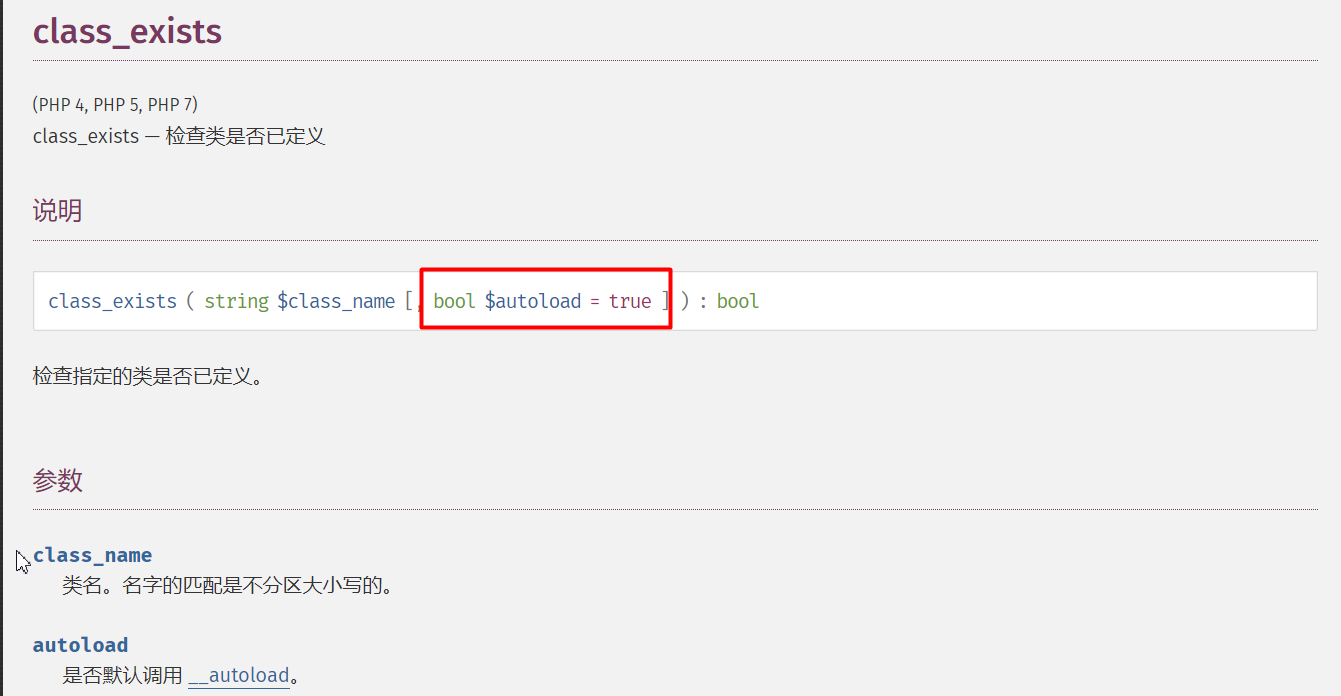 class_exists
(PHP 4, PHP 5, PHP 7)
class_exists — 检查类是否已定义
说明
class_exists ( string $class_name [, bool $autoload = true ] ) : bool
检查指定的类是否已定义。
参数
class_name
类名。名字的匹配是不分区大小写的。
autoload
是否默认调用 __autoload。